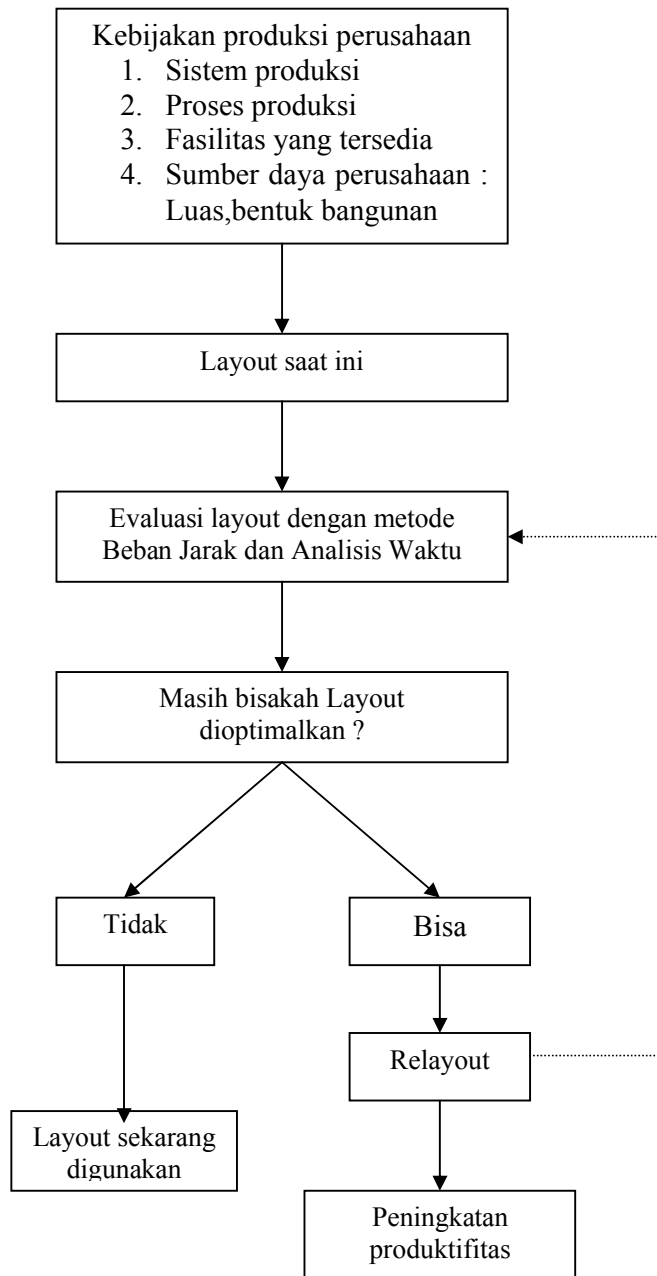 Kebijakan produksi perusahaan
1. Sistem produksi
2. Proses produksi
3. Fasilitas yang tersedia
4. Sumber daya perusahaan :
Luas,bentuk bangunan
Layout saat ini
Evaluasi layout dengan metode
Beban Jarak dan Analisis Waktu
Masih bisakah Layout
dioptimalkan ?
Tidak
Bisa
Relayout
Layout sekarang
digunakan
Peningkatan
produktifitas